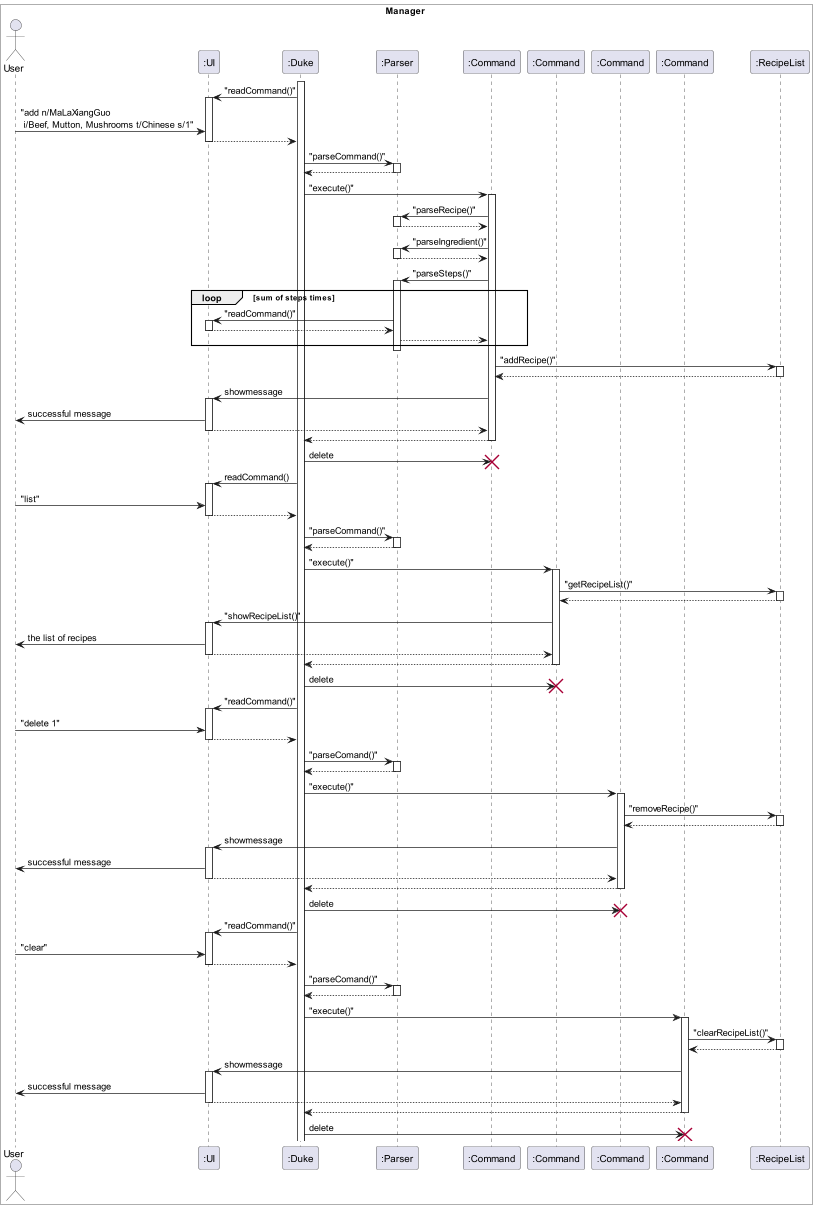 Manager
User
:UI
:Duke
:Parser
:Command
:Command
:Command
:Command
:RecipeList
"readCommand()"
"add n/MaLaXiangGuo
i/Beef, Mutton, Mushrooms t/Chinese s/1"
"parseCommand()"
"execute()"
"parseRecipe()"
"parseIngredient()"
"parseSteps()"
loop
[sum of steps times]
"readCommand()"
"addRecipe()"
showmessage
successful message
delete
readCommand()
"list"
"parseCommand()"
"execute()"
"getRecipeList()"
"showRecipeList()"
the list of recipes
delete
"readCommand()"
"delete 1"
"parseComand()"
"execute()"
"removeRecipe()"
showmessage
successful message
delete
"readCommand()"
"clear"
"parseComand()"
"execute()"
"clearRecipeList()"
showmessage
successful message
delete
User
:UI
:Duke
:Parser
:Command
:Command
:Command
:Command
:RecipeList